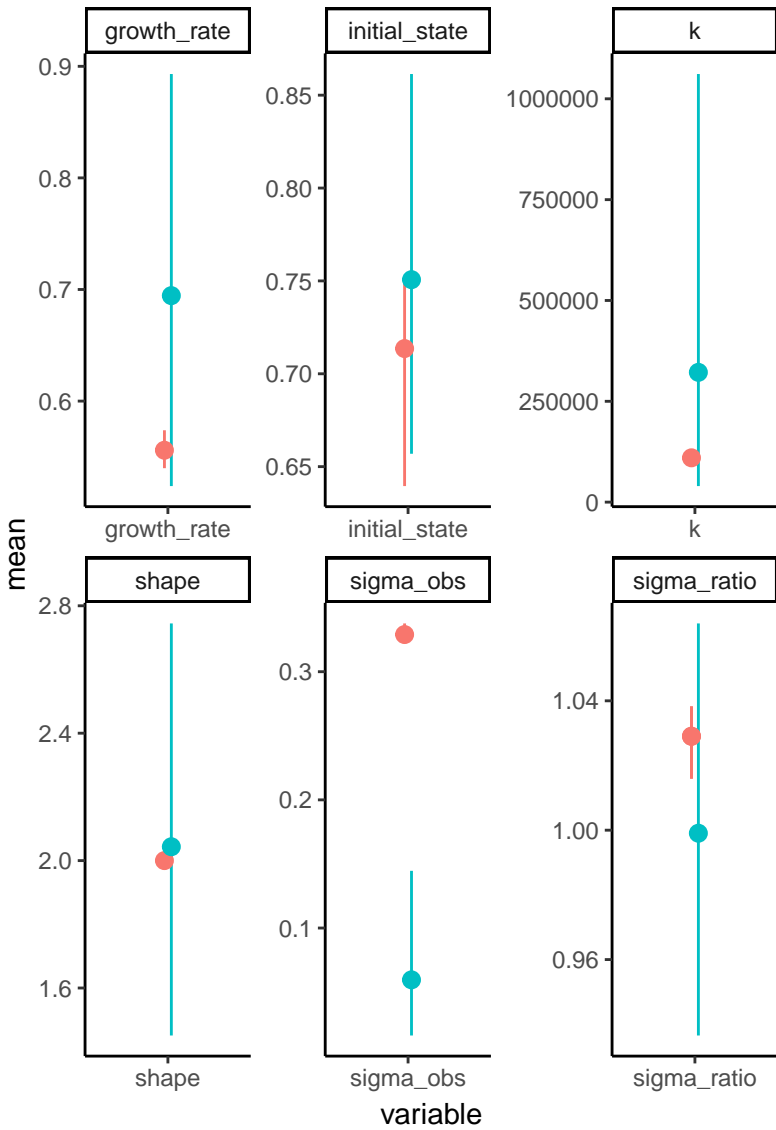 growth_rate
initial_state
k
0.9
0.8
0.7
0.6
0.85
0.80
0.75
0.70
0.65
1000000
750000
500000
250000
0
growth_rate
initial_state
k
mean
shape
sigma_obs
sigma_ratio
2.8
2.4
2.0
1.6
0.3
0.2
0.1
1.04
1.00
0.96
shape
sigma_obs
sigma_ratio
variable